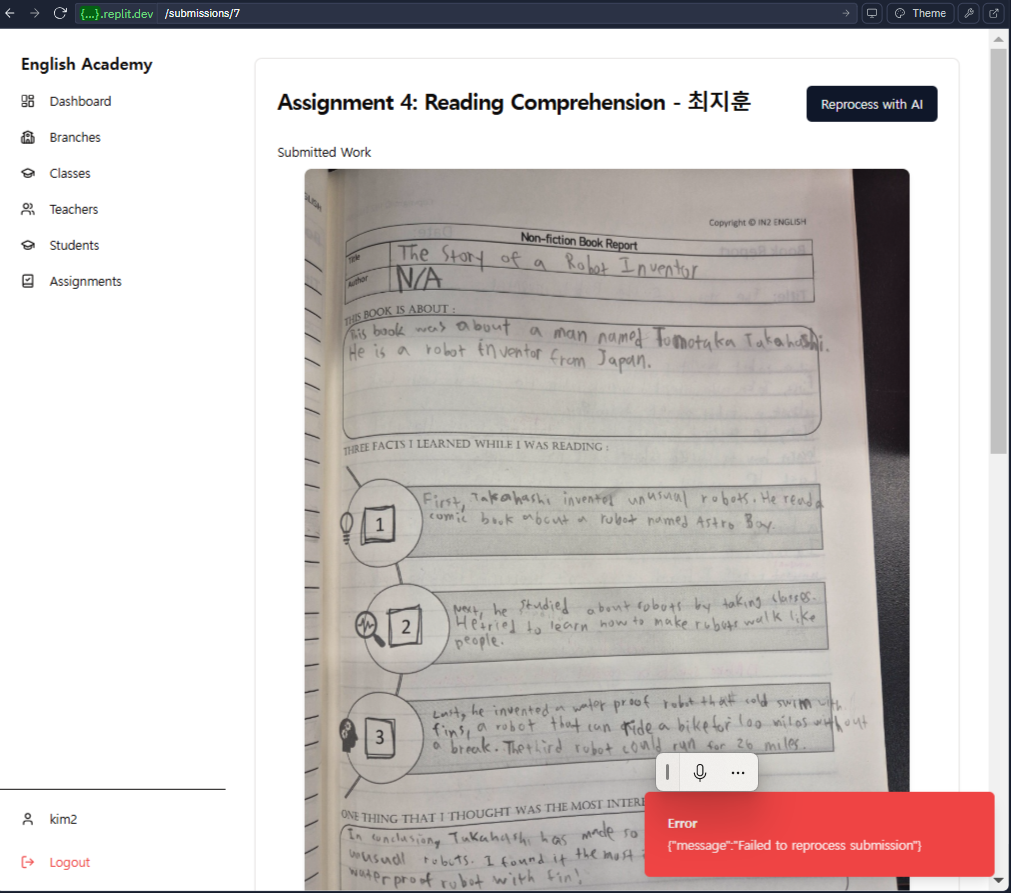 {...}.replit.dev /submissions/7
Theme
English Academy
Dashboard
Branches
Classes
Teachers
Students
Assignments
kim2
Logout
Assignment 4: Reading Comprehension - 최지훈
Reprocess with AI
Submitted Work
Copyright © IN2 ENGLISH
Non-fiction Book Report
Title
The Story of a Robot Inventor
Author
N/A
THIS BOOK IS ABOUT :
This book was about a man named Tomotaka Takahashi.
He is a robot inventor from Japan.
THREE FACTS I LEARNED WHILE I WAS READING :
1
First, Takahashi invented unusual robots. He read a
comic book about a robot named Astro Boy.
2
Next, he studied about robots by taking classes.
He tried to learn how to make robots walk like
people.
3
Last, he invented a water proof robot that cold swim with
fins, a robot that can ride a bike for 100 miles without
a break. The third robot could run for 26 miles.
ONE THING THAT I THOUGHT WAS THE MOST INTERE
In conclusion, Takahashi has made so
unusual robots. I found it the most
waterproof robot with fin!
Error
{"message":"Failed to reprocess submission"}